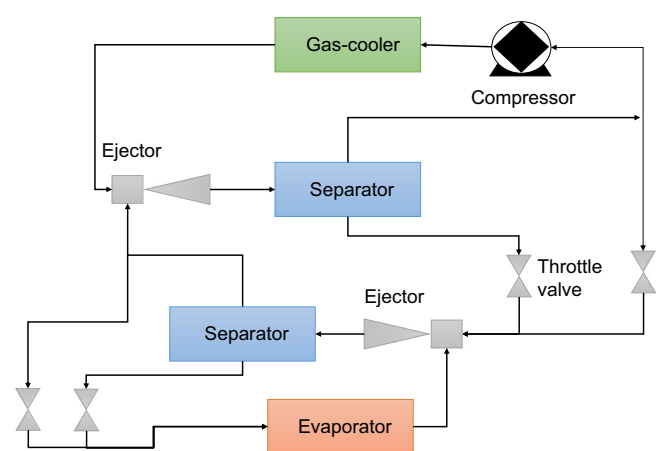 Gas-cooler
Compressor
Ejector
Separator
Throttle
valve
Ejector
Separator
Evaporator